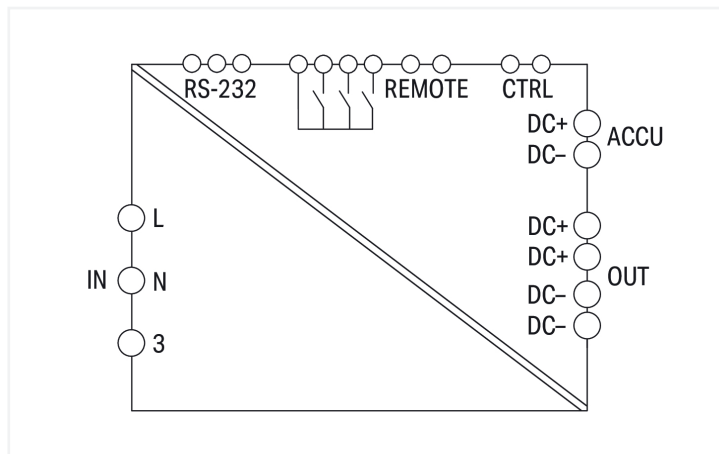 RS-232
REMOTE
CTRL
DC+
ACCU
DC–
L
DC+
DC+
IN
N
OUT
DC–
DC–
3